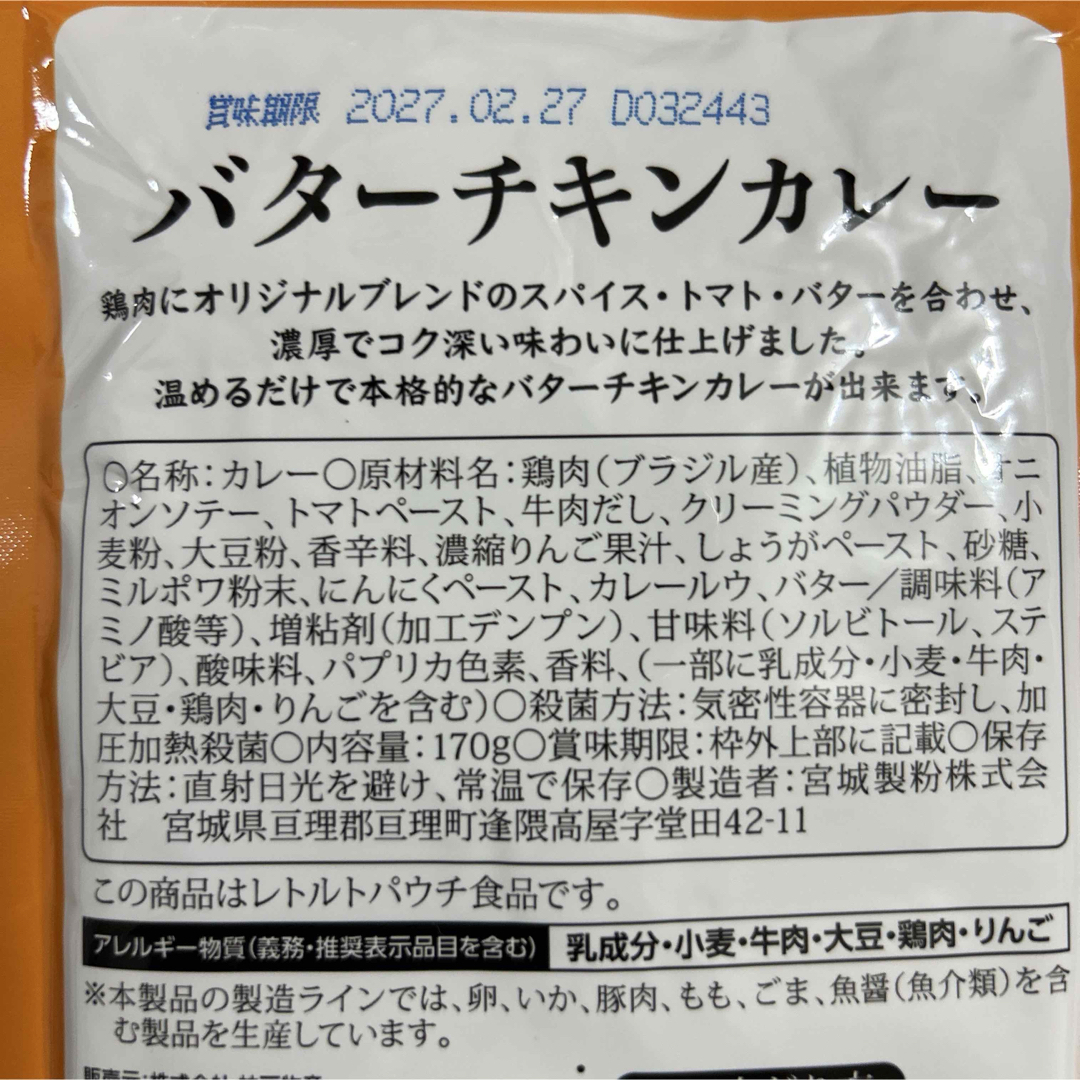 賞味期限 2027.02.27 D032443
バターチキンカレー
鶏肉にオリジナルブレンドのスパイス・トマト・バターを合わせ、
濃厚でコク深い味わいに仕上げました。
温めるだけで本格的なバターチキンカレーが出来ます。
〇名称：カレー〇原材料名：鶏肉（ブラジル産）、植物油脂、オニ
オンソテー、トマトペースト、牛肉だし、クリーミングパウダー、小
麦粉、大豆粉、香辛料、濃縮りんご果汁、しょうがペースト、砂糖、
ミルポワ粉末、にんにくペースト、カレールウ、バター／調味料（ア
ミノ酸等）、増粘剤（加工デンプン）、甘味料（ソルビトール、ステ
ビア）、酸味料、パプリカ色素、香料、（一部に乳成分・小麦・牛肉・
大豆・鶏肉・りんごを含む）〇殺菌方法：気密性容器に密封し、加
圧加熱殺菌〇内容量：170g〇賞味期限：枠外上部に記載〇保存
方法：直射日光を避け、常温で保存〇製造者：宮城製粉株式会
社　宮城県亘理郡亘理町逢隈高屋字堂田42-11
この商品はレトルトパウチ食品です。
アレルギー物質（義務・推奨表示品目を含む） 乳成分・小麦・牛肉・大豆・鶏肉・りんご
※本製品の製造ラインでは、卵、いか、豚肉、もも、ごま、魚醤（魚介類）を含
む製品を生産しています。